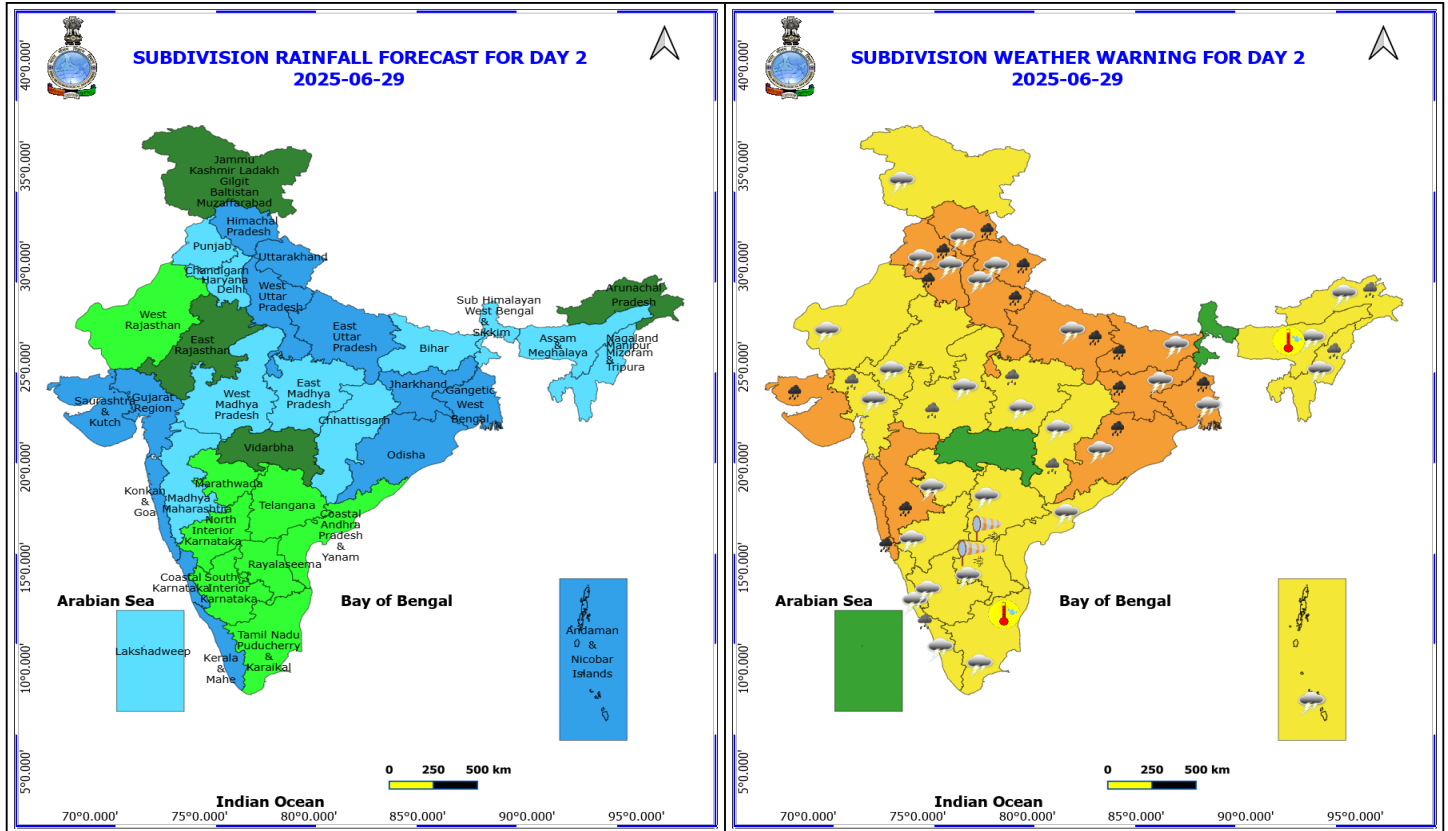 SUBDIVISION RAINFALL FORECAST FOR DAY 2
2025-06-29
40°0.000'
35°0.000'
30°0.000'
25°0.000'
20°0.000'
15°0.000'
10°0.000'
5°0.000'
Jammu
Kashmir Ladakh
Gilgit
Baltistan
Muzaffarabad
Himachal
Pradesh
Punjab
Uttarakhand
Chandigarh
Haryana
Delhi
West
Uttar
Pradesh
West
Rajasthan
East
Rajasthan
East
Uttar
Pradesh
Bihar
Sub Himalayan
West Bengal
&
Sikkim
Arunachal
Pradesh
Assam
&
Meghalaya
Nagaland
Manipur
Mizoram
&
Tripura
Saurashtra
&
Kutch
Gujarat
Region
West
Madhya
Pradesh
East
Madhya
Pradesh
Jharkhand
Gangetic
West
Bengal
Chhattisgarh
Odisha
Vidarbha
Konkan
&
Goa
Madhya
Maharashtra
Marathwada
Telangana
North
Interior
Karnataka
Coastal
Andhra
Pradesh
&
Yanam
Rayalaseema
Coastal
Karnataka
South
Interior
Karnataka
Tamil Nadu
Puducherry
&
Karaikal
Kerala
&
Mahe
Arabian Sea
Lakshadweep
Bay of Bengal
Andaman
&
Nicobar
Islands
0 250 500 km
Indian Ocean
70°0.000' 75°0.000' 80°0.000' 85°0.000' 90°0.000' 95°0.000'
SUBDIVISION WEATHER WARNING FOR DAY 2
2025-06-29
40°0.000'
35°0.000'
30°0.000'
25°0.000'
20°0.000'
15°0.000'
10°0.000'
5°0.000'
Arabian Sea
Bay of Bengal
0 250 500 km
Indian Ocean
70°0.000' 75°0.000' 80°0.000' 85°0.000' 90°0.000' 95°0.000'